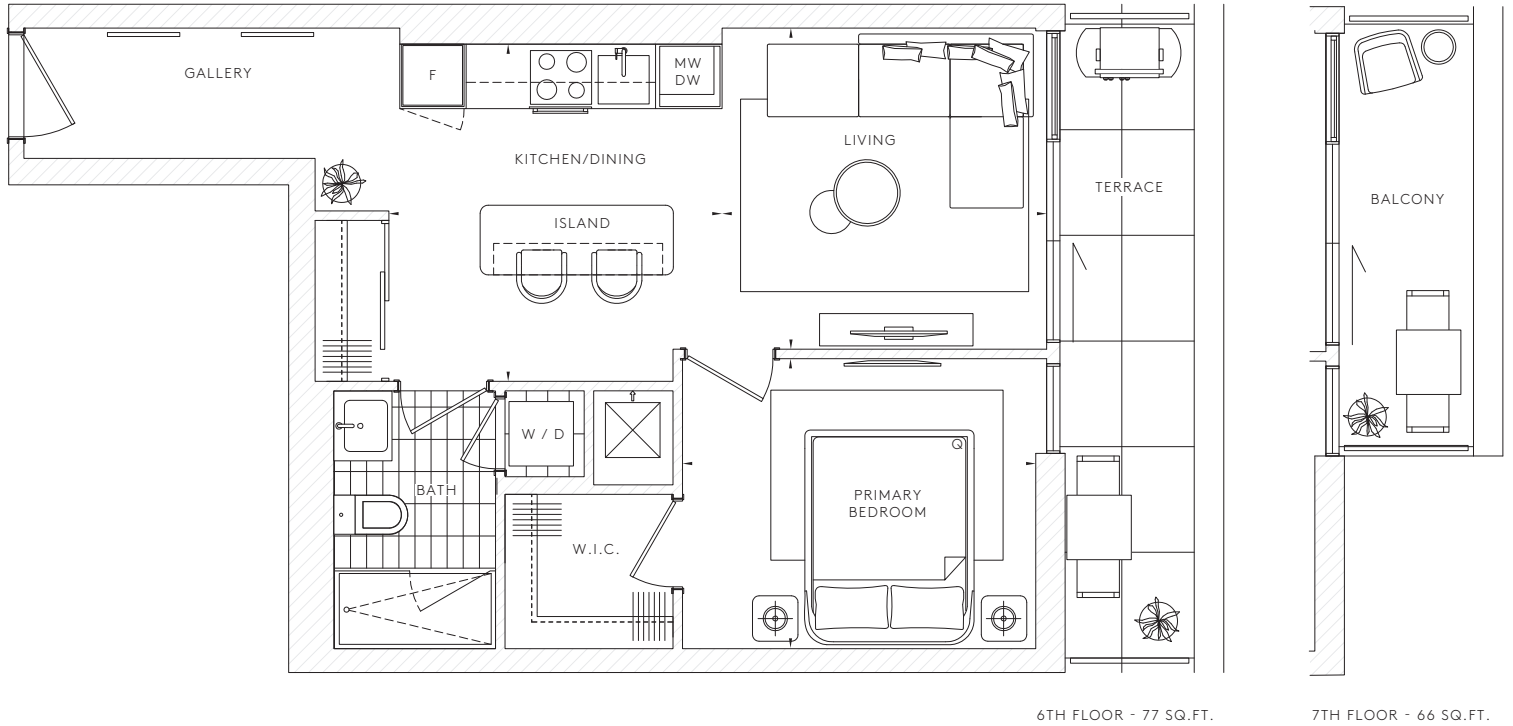 GALLERY
F
MW
DW
KITCHEN/DINING
LIVING
ISLAND
TERRACE
BALCONY
W / D
BATH
W.I.C.
Q
PRIMARY
BEDROOM
6TH FLOOR - 77 SQ.FT.
7TH FLOOR - 66 SQ.FT.